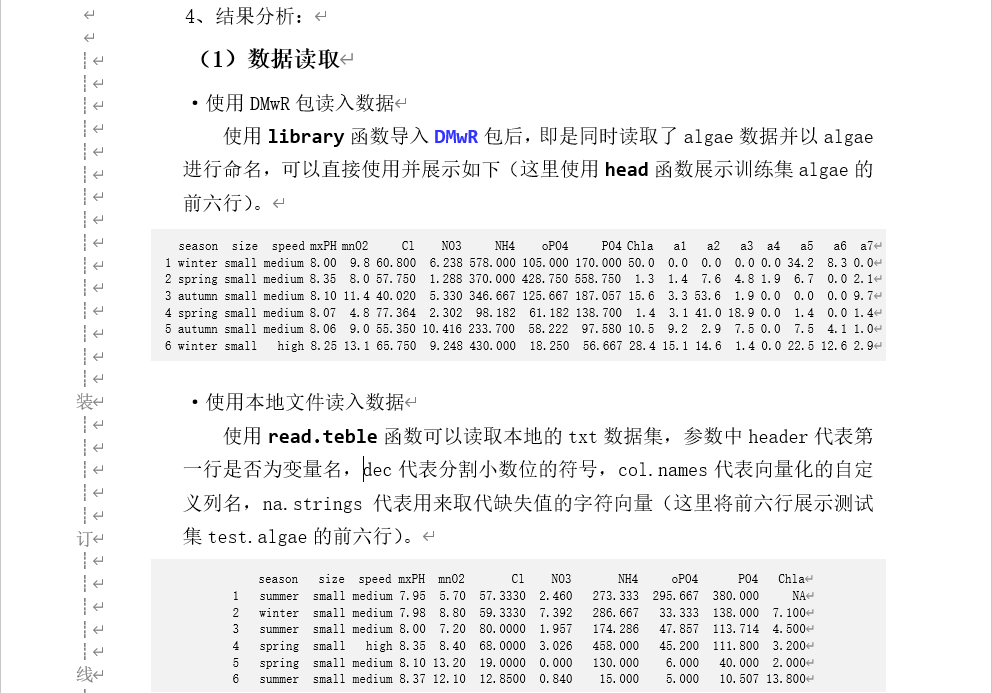 4、结果分析：
（1）数据读取
•使用 DMwR 包读入数据
使用 library 函数导入 DMwR 包后，即是同时读取了 algae 数据并以 algae
进行命名，可以直接使用并展示如下（这里使用 head 函数展示训练集 algae 的
前六行）。
season size speed mxPH mnO2 Cl NO3 NH4 oPO4 PO4 Chla a1 a2 a3 a4 a5 a6 a7
1 winter small medium 8.00 9.8 60.800 6.238 578.000 105.000 170.000 50.0 0.0 0.0 0.0 0.0 34.2 8.3 0.0
2 spring small medium 8.35 8.0 57.750 1.288 370.000 428.750 558.750 1.3 1.4 7.6 4.8 1.9 6.7 0.0 2.1
3 autumn small medium 8.10 11.4 40.020 5.330 346.667 125.667 187.057 15.6 3.3 53.6 1.9 0.0 0.0 0.0 9.7
4 spring small medium 8.07 4.8 77.364 2.302 98.182 61.182 138.700 1.4 3.1 41.0 18.9 0.0 1.4 0.0 1.4
5 autumn small medium 8.06 9.0 55.350 10.416 233.700 58.222 97.580 10.5 9.2 2.9 7.5 0.0 7.5 4.1 1.0
6 winter small high 8.25 13.1 65.750 9.248 430.000 18.250 56.667 28.4 15.1 14.6 1.4 0.0 22.5 12.6 2.9
装
•使用本地文件读入数据
使用 read.teble 函数可以读取本地的 txt 数据集，参数中 header 代表第
一行是否为变量名，dec 代表分割小数位的符号，col.names 代表向量化的自定
义列名，na.strings 代表用来取代缺失值的字符向量（这里将前六行展示测试
订
集 test.algae 的前六行）。
season size speed mxPH mnO2 Cl NO3 NH4 oPO4 PO4 Chla
1 summer small medium 7.95 5.70 57.3330 2.460 273.333 295.667 380.000 NA
2 winter small medium 7.98 8.80 59.3330 7.392 286.667 33.333 138.000 7.100
3 summer small medium 8.00 7.20 80.0000 1.957 174.286 47.857 113.714 4.500
4 spring small high 8.35 8.40 68.0000 3.026 458.000 45.200 111.800 3.200
5 spring small medium 8.10 13.20 19.0000 0.000 130.000 6.000 40.000 2.000
6 summer small medium 8.37 12.10 12.8500 0.840 15.000 5.000 10.507 13.800
线